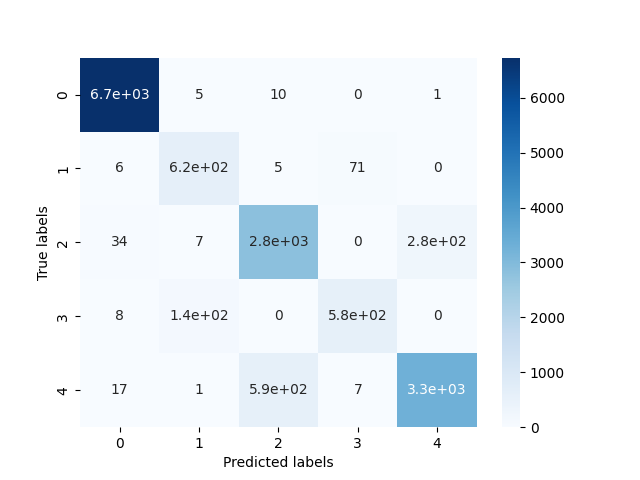 0 6.7e+03 5 10 0 1
1 6 6.2e+02 5 71 0
2 34 7 2.8e+03 0 2.8e+02
3 8 1.4e+02 0 5.8e+02 0
4 17 1 5.9e+02 7 3.3e+03
0 1 2 3 4
Predicted labels
True labels
6000
5000
4000
3000
2000
1000
0